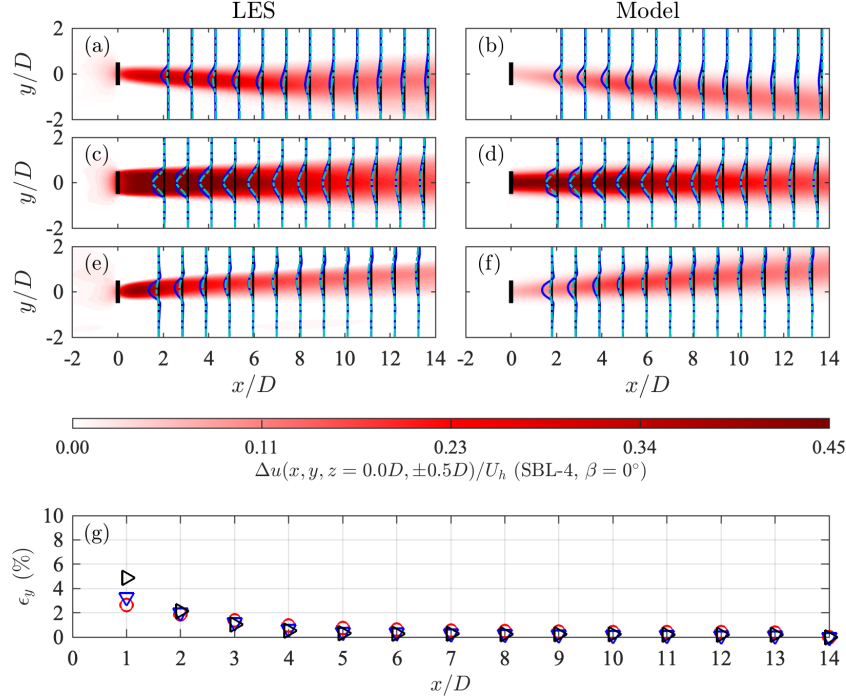 LES Model
(a) (b)
2
0
-2
y/D
(c) (d)
2
0
-2
y/D
(e) (f)
2
0
-2
y/D
-2 0 2 4 6 8 10 12 14
-2 0 2 4 6 8 10 12 14
x/D x/D
0.00 0.11 0.23 0.34 0.45
Δu(x, y, z = 0.0D, ±0.5D)/U_h (SBL-4, β = 0°)
(g)
10
8
6
4
2
0
ϵ_y (%)
0 1 2 3 4 5 6 7 8 9 10 11 12 13 14
x/D